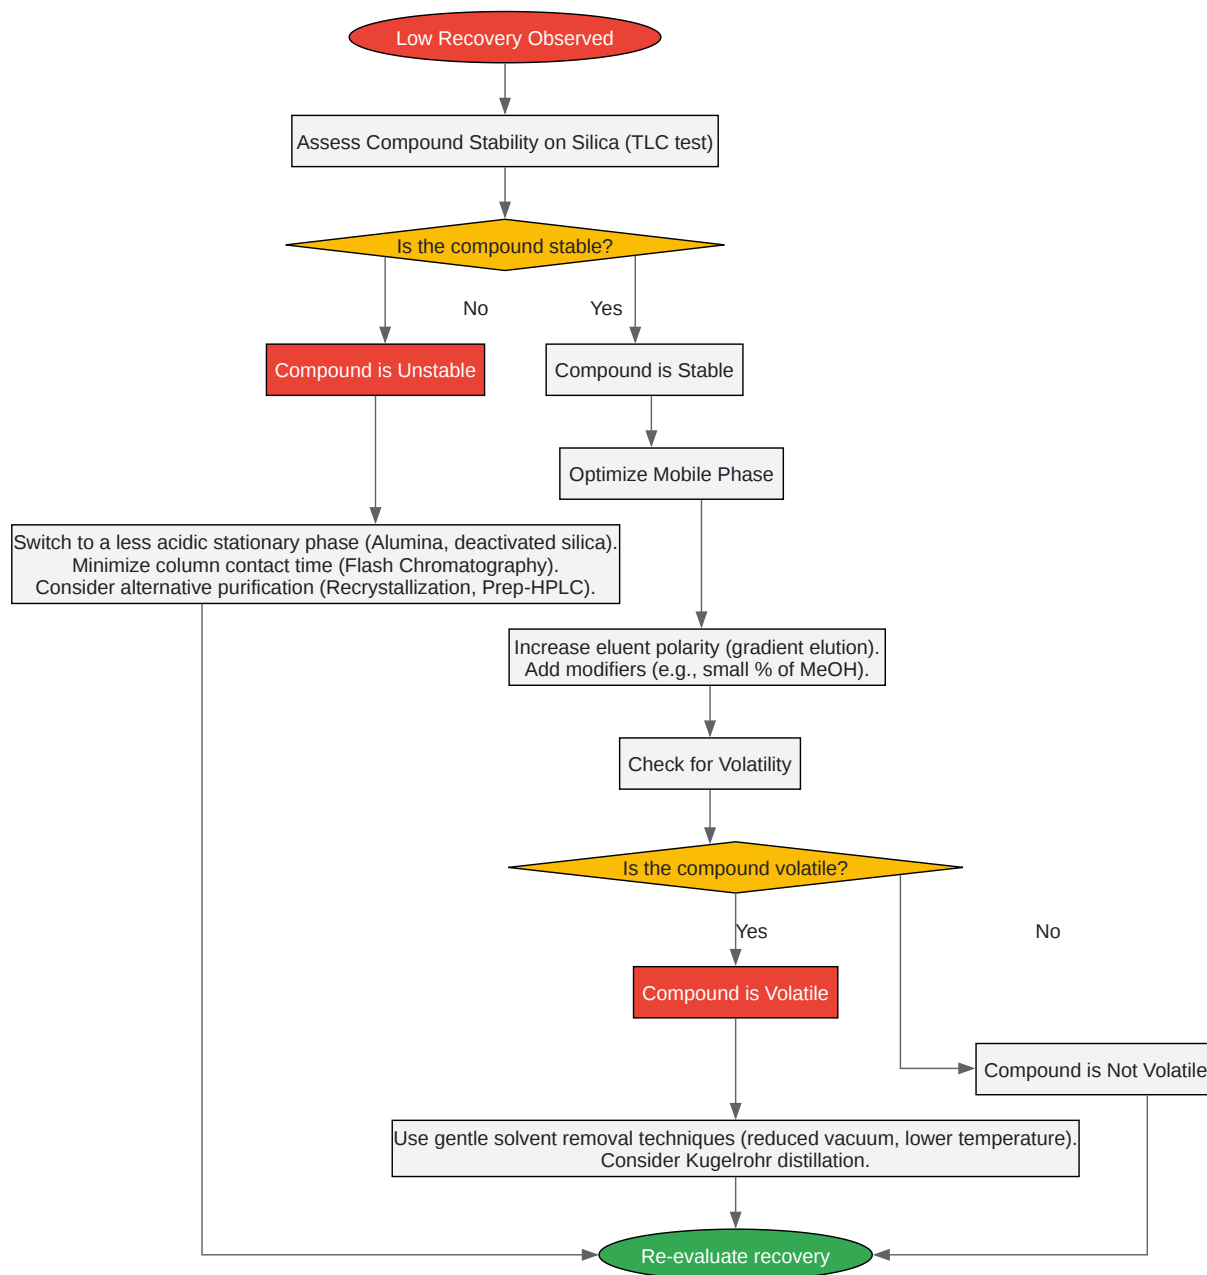 Low Recovery Observed
Assess Compound Stability on Silica (TLC test)
Is the compound stable?
No
Yes
Compound is Unstable
Compound is Stable
Optimize Mobile Phase
Switch to a less acidic stationary phase (Alumina, deactivated silica).
Minimize column contact time (Flash Chromatography).
Consider alternative purification (Recrystallization, Prep-HPLC).
Increase eluent polarity (gradient elution).
Add modifiers (e.g., small % of MeOH).
Check for Volatility
Is the compound volatile?
Yes
No
Compound is Volatile
Compound is Not Volatile
Use gentle solvent removal techniques (reduced vacuum, lower temperature).
Consider Kugelrohr distillation.
Re-evaluate recovery